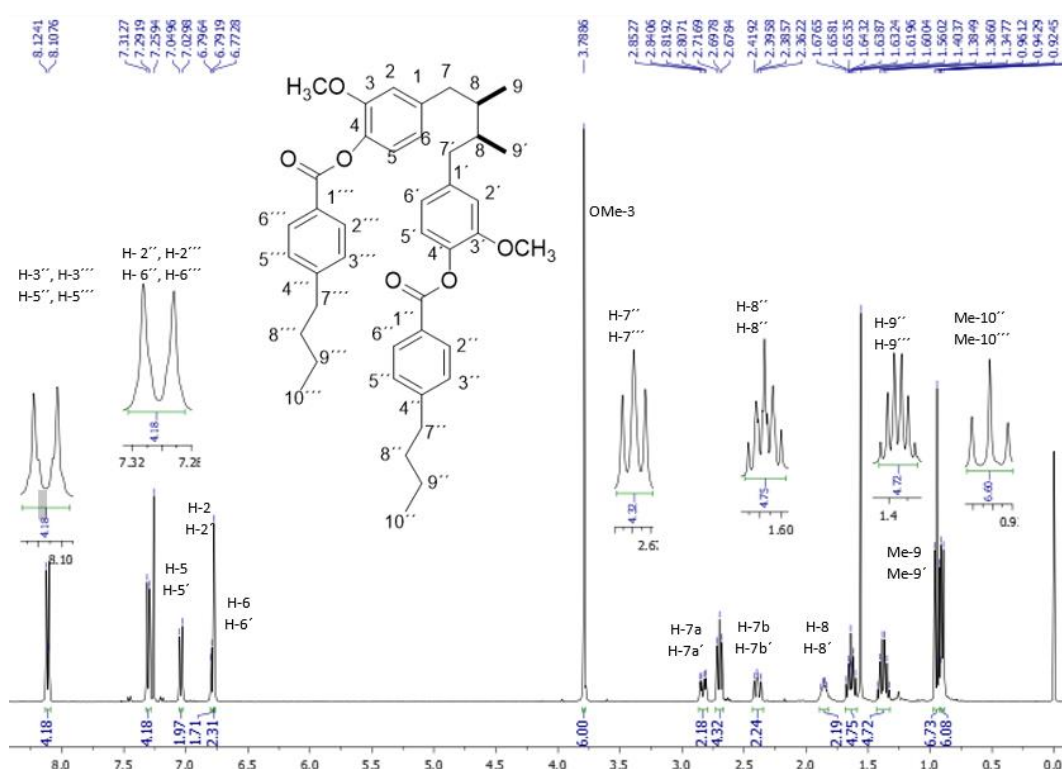 8.1241
8.1076
7.3127
7.2919
7.2594
7.0496
7.0298
6.7964
6.7919
6.7728
3.7886
2.8527
2.8406
2.8192
2.8071
2.7169
2.6978
2.6784
2.4192
2.3958
2.3857
2.3622
1.6765
1.6581
1.6535
1.6432
1.6387
1.6324
1.6196
1.6004
1.5602
1.4037
1.3849
1.3660
1.3477
0.9612
0.9429
0.9245
H₃CO 3 2 1 7 8 9
4 5 6 7´ 8 9´
O O 1´
1´´´ 6´ 2´
6´´´ 2´´´ 5´ 3´ OCH₃
5´´´ 3´´´ 4´
4´´´ 7´´´ O O
8´´´ 1´´ 6´´ 2´´
9´´´ 5´´ 3´´
10´´´ 4´´ 7´´
8´´
9´´
10´´
OMe-3
H-3´´, H-3´´´
H-5´´, H-5´´´
4.18
8.10
H- 2´´, H-2´´´
H- 6´´, H-6´´´
4.18
7.32 7.28
H-7´´
H-7´´´
4.32
H-8´´
H-8´´
4.75
1.60
H-9´´
H-9´´´
4.72
1.4
Me-10´´
Me-10´´´
6.60
H-2
H-2´
H-5
H-5´
H-6
H-6´
H-7a
H-7a´
H-7b
H-7b´
H-8
H-8´
Me-9
Me-9´
4.18 4.18 1.97 1.71 2.31 6.00 2.18 4.32 2.24 2.19 4.75 4.72 6.73 6.08
8.0 7.5 7.0 6.5 6.0 5.5 5.0 4.5 4.0 3.5 3.0 2.5 2.0 1.5 1.0 0.5